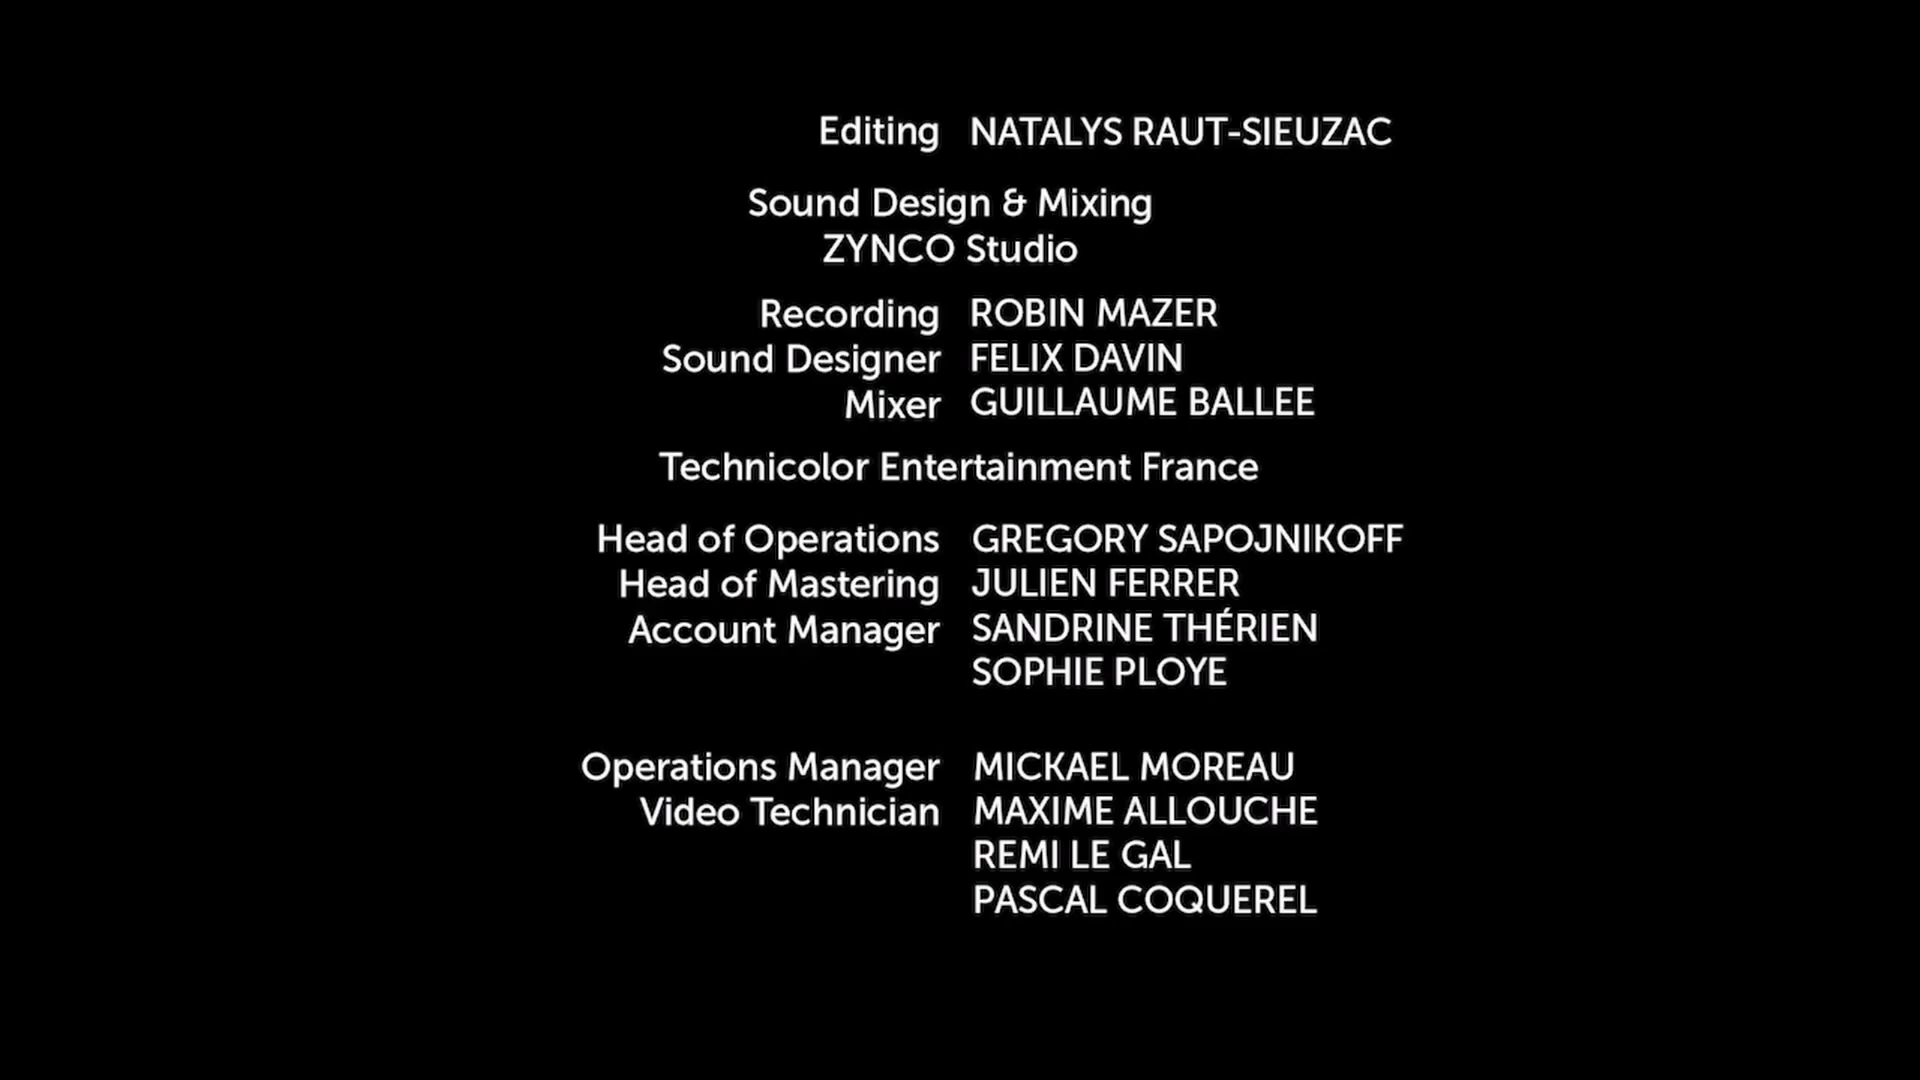 Editing NATALYS RAUT-SIEUZAC
Sound Design & Mixing
ZYNCO Studio
Recording ROBIN MAZER
Sound Designer FELIX DAVIN
Mixer GUILLAUME BALLEE
Technicolor Entertainment France
Head of Operations GREGORY SAPOJNIKOFF
Head of Mastering JULIEN FERRER
Account Manager SANDRINE THÉRIEN
SOPHIE PLOYE
Operations Manager MICKAEL MOREAU
Video Technician MAXIME ALLOUCHE
REMI LE GAL
PASCAL COQUEREL